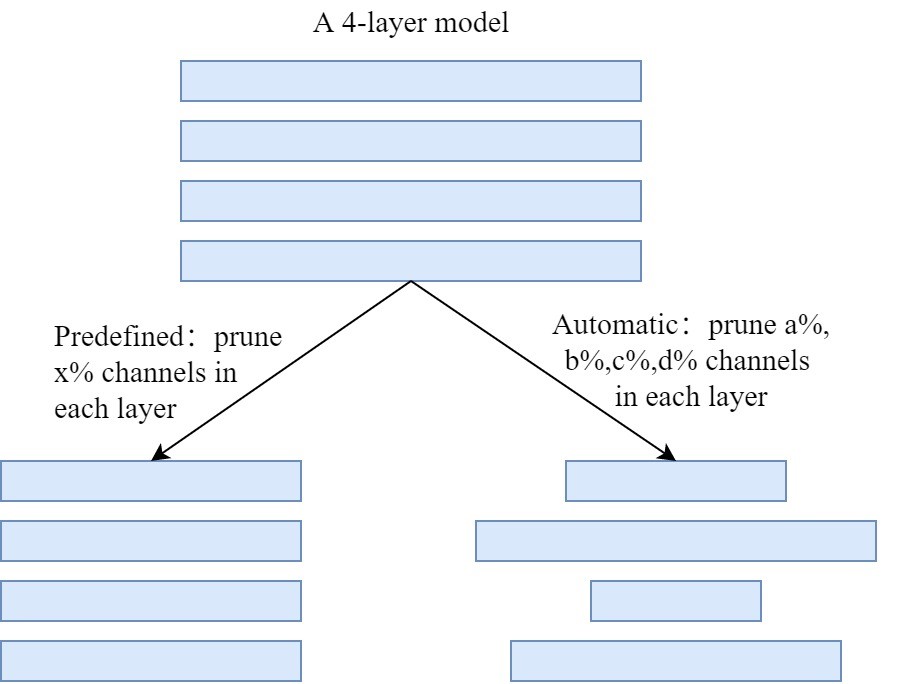 A 4-layer model
Predefined：prune
x% channels in
each layer
Automatic：prune a%,
b%,c%,d% channels
in each layer